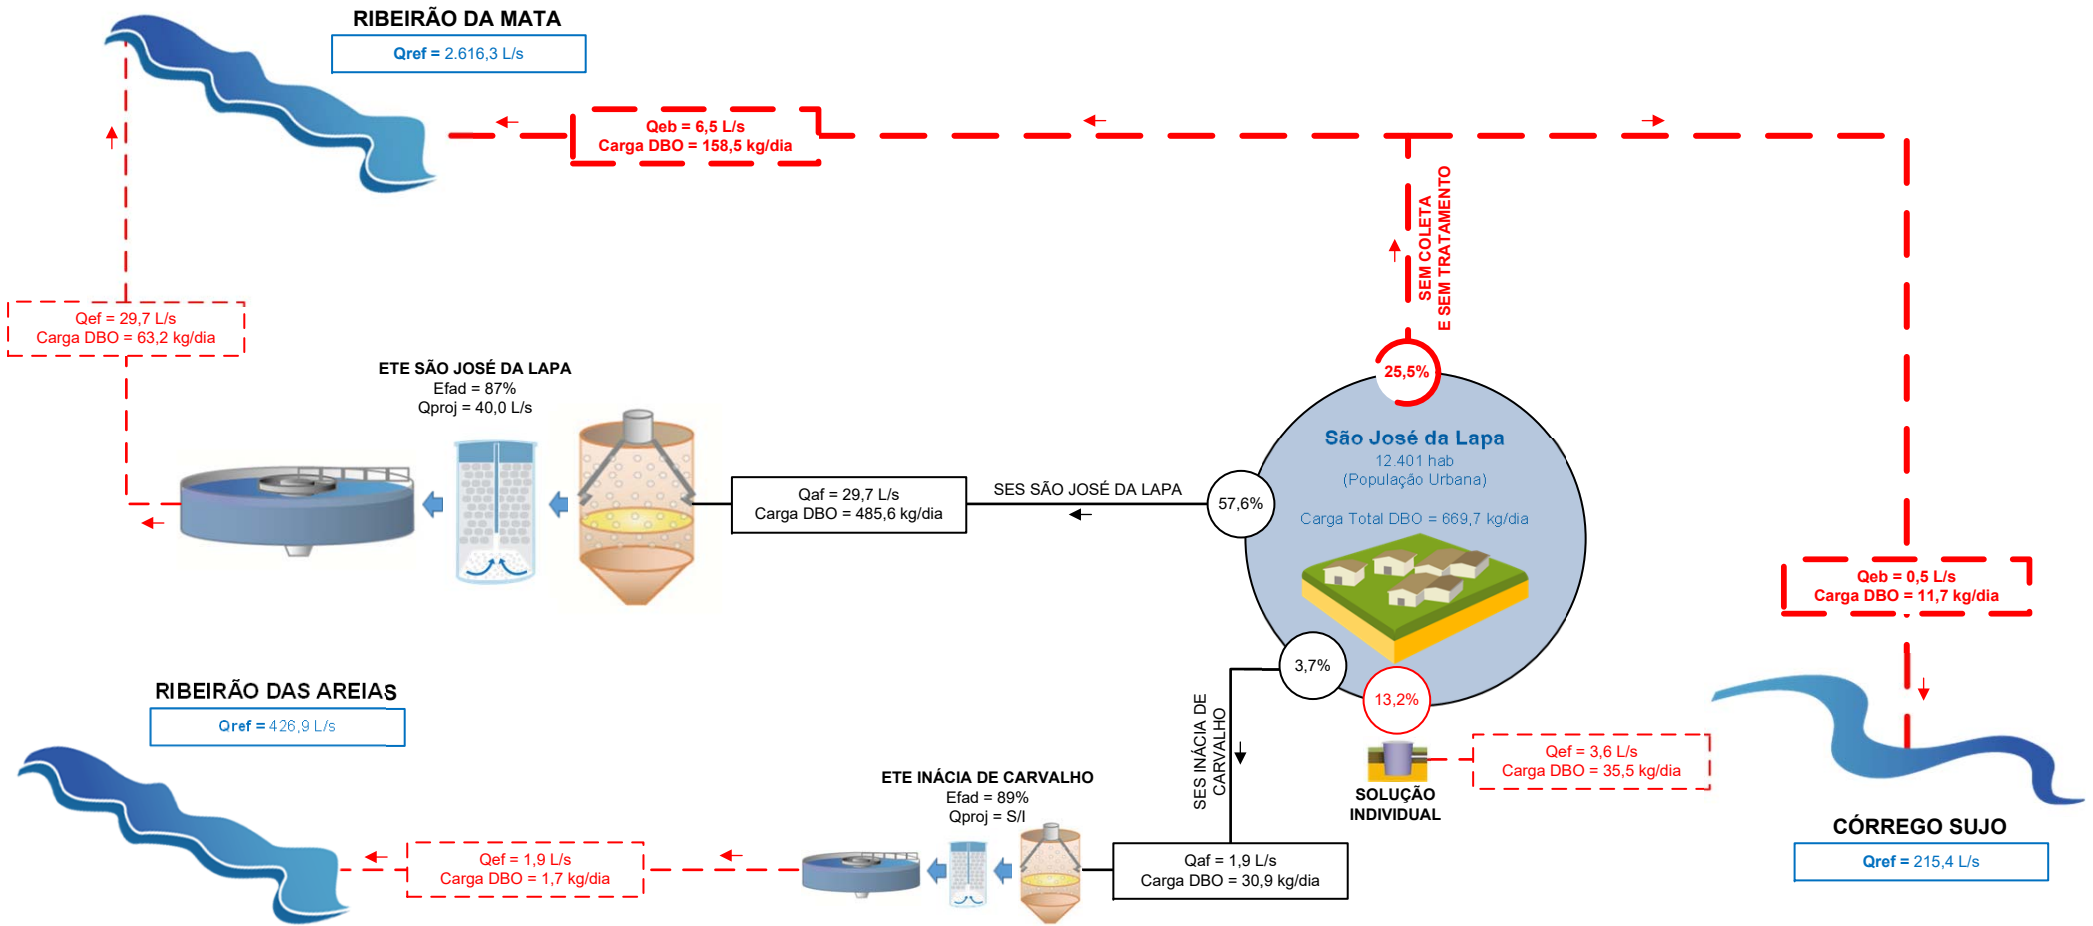 RIBEIRÃO DA MATA
Qref = 2.616,3 L/s
Qeb = 6,5 L/s
Carga DBO = 158,5 kg/dia
SEM COLETA
E SEM TRATAMENTO
Qef = 29,7 L/s
Carga DBO = 63,2 kg/dia
ETE SÃO JOSÉ DA LAPA
Efad = 87%
Qproj = 40,0 L/s
25,5%
São José da Lapa
12.401 hab
(População Urbana)
Carga Total DBO = 669,7 kg/dia
Qaf = 29,7 L/s
Carga DBO = 485,6 kg/dia
SES SÃO JOSÉ DA LAPA
57,6%
Qeb = 0,5 L/s
Carga DBO = 11,7 kg/dia
3,7%
13,2%
RIBEIRÃO DAS AREIAS
Qref = 426,9 L/s
SES INÁCIA DE
CARVALHO
Qef = 3,6 L/s
Carga DBO = 35,5 kg/dia
SOLUÇÃO
INDIVIDUAL
ETE INÁCIA DE CARVALHO
Efad = 89%
Qproj = S/I
Qef = 1,9 L/s
Carga DBO = 1,7 kg/dia
Qaf = 1,9 L/s
Carga DBO = 30,9 kg/dia
CÓRREGO SUJO
Qref = 215,4 L/s